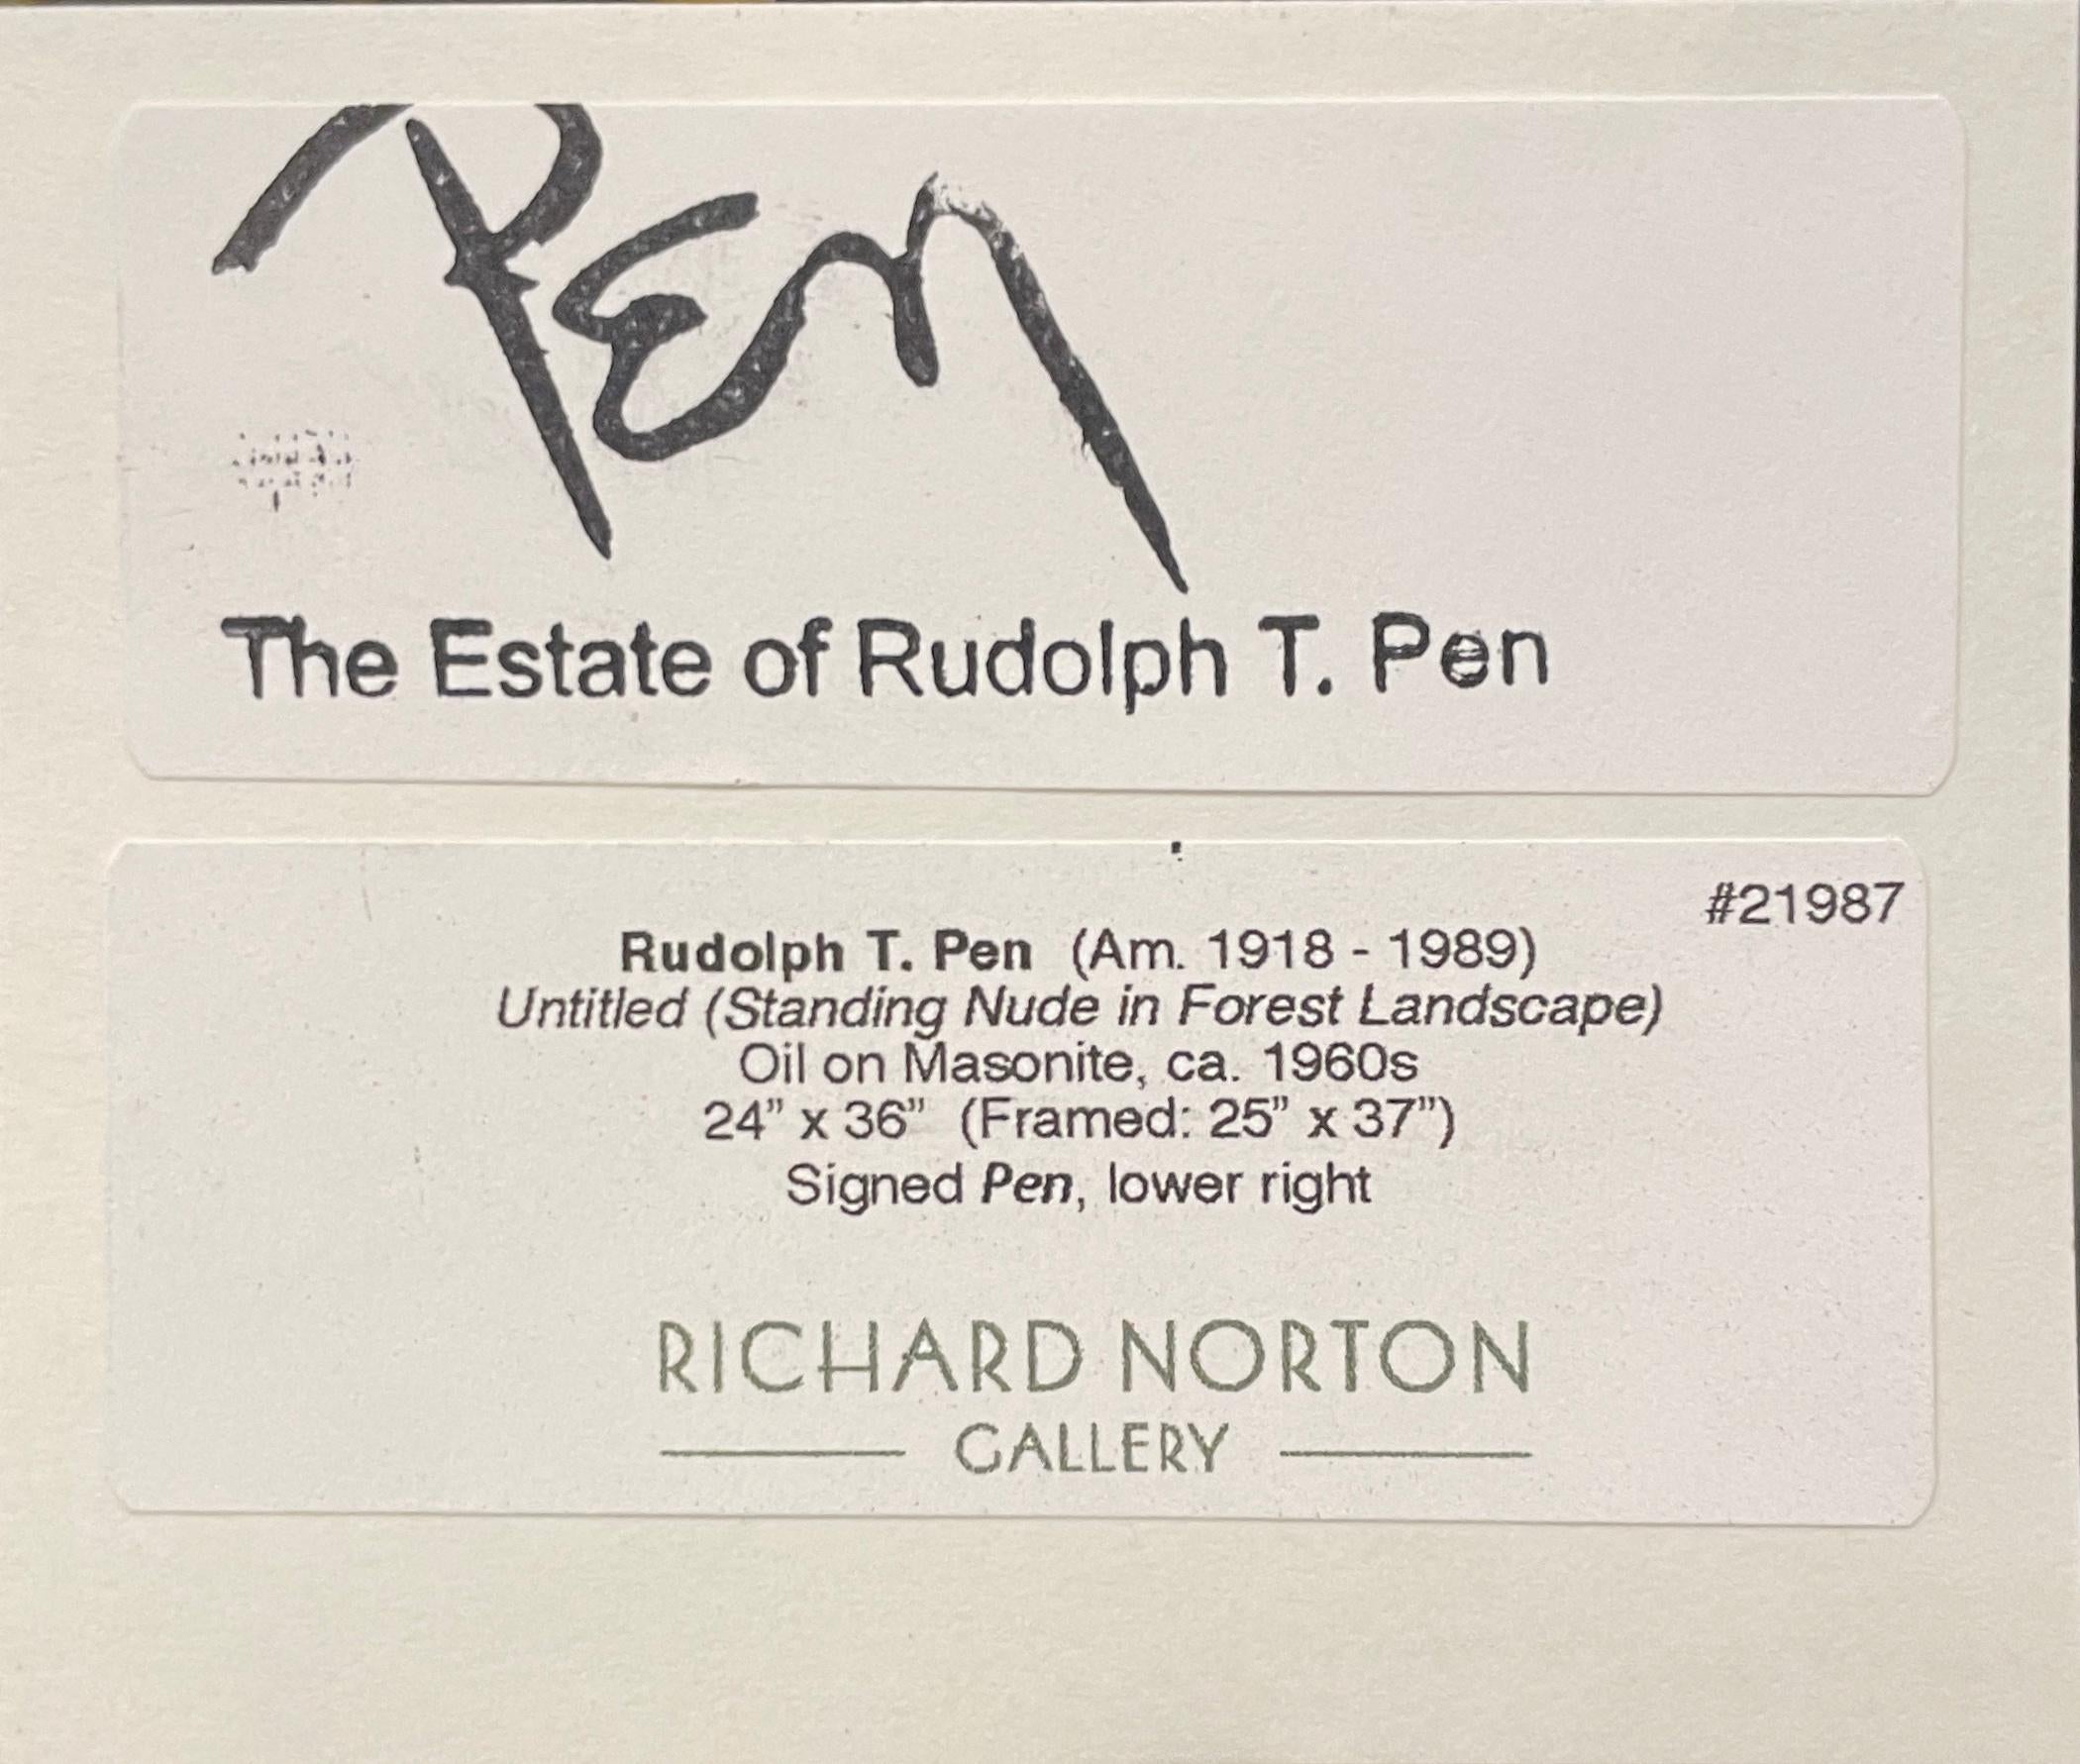 Pen
The Estate of Rudolph T. Pen
#21987
Rudolph T. Pen (Am. 1918 - 1989)
Untitled (Standing Nude in Forest Landscape)
Oil on Masonite, ca. 1960s
24” x 36” (Framed: 25” x 37”)
Signed Pen, lower right
RICHARD NORTON
GALLERY